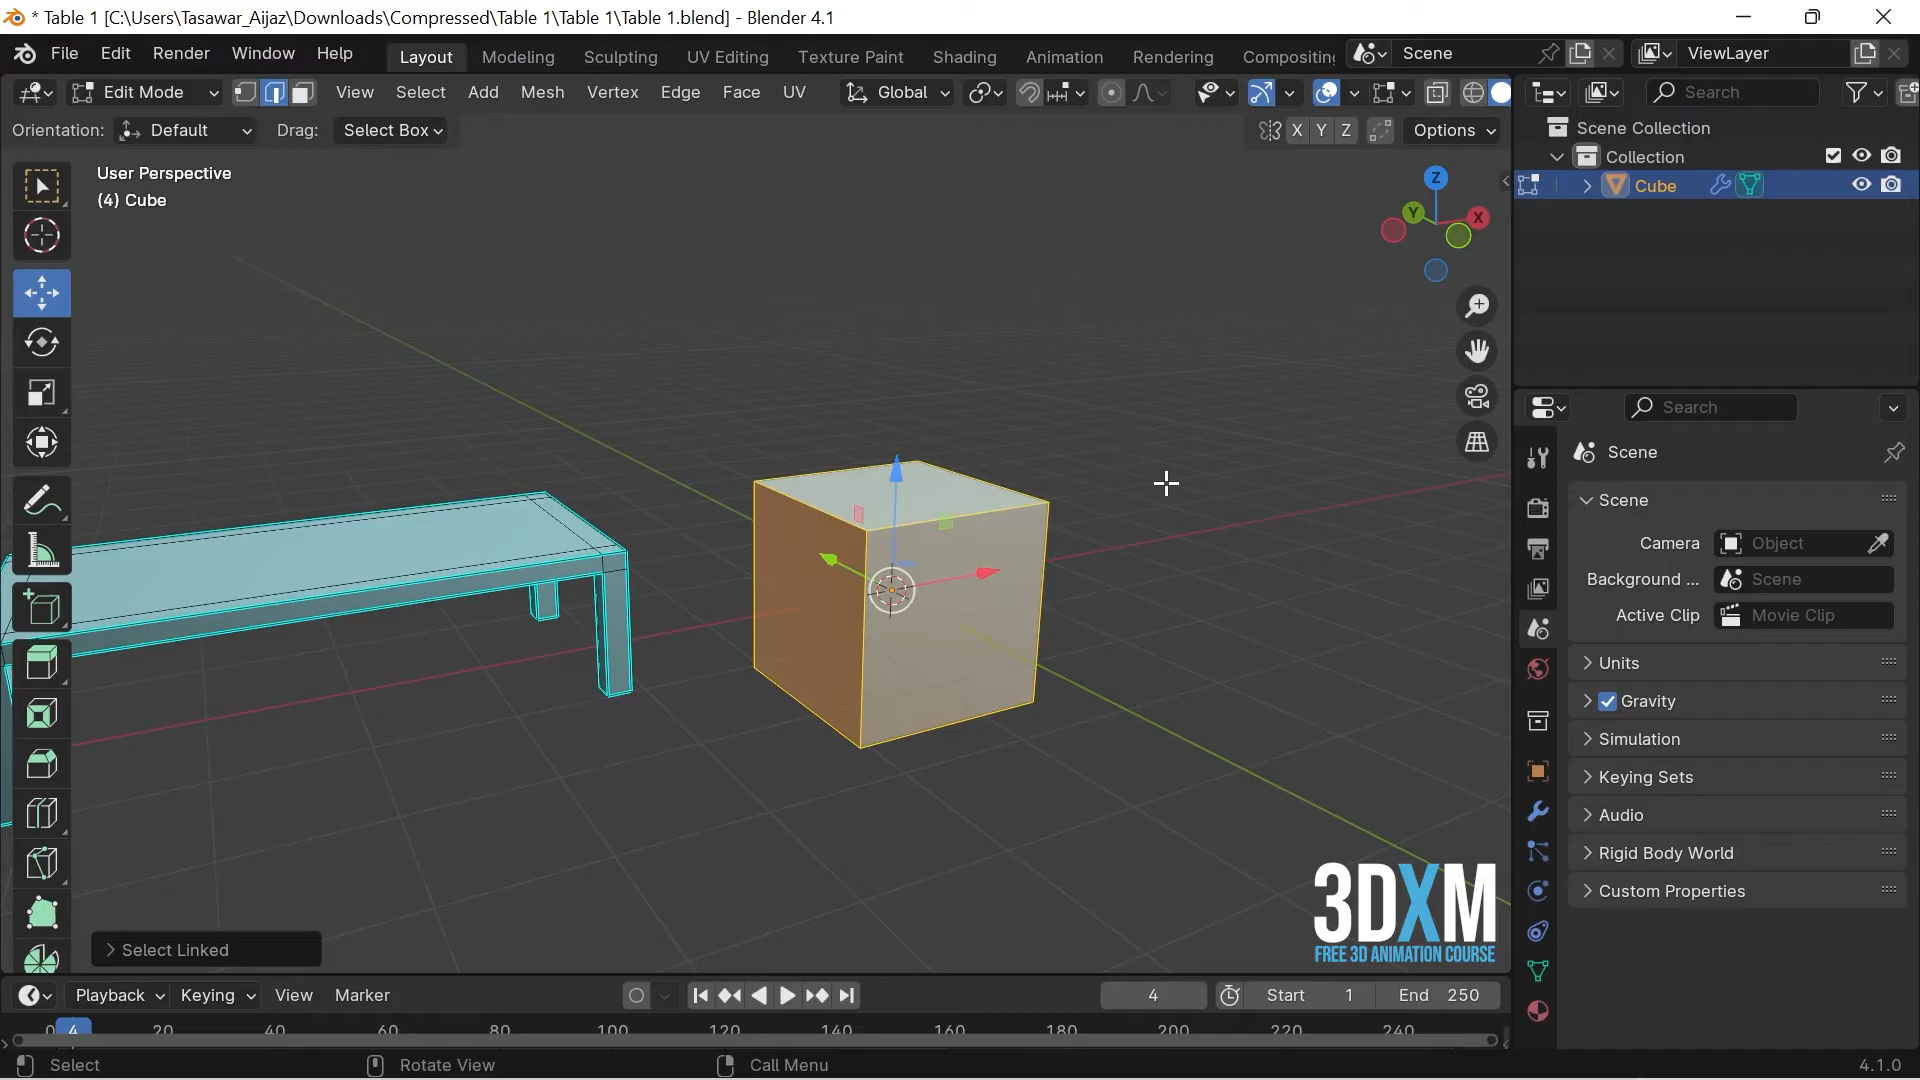 * Table 1 [C:\Users\Tasawar_Aijaz\Downloads\Compressed\Table 1\Table 1\Table 1.blend] - Blender 4.1
File Edit Render Window Help Layout Modeling Sculpting UV Editing Texture Paint Shading Animation Rendering Compositing Scene ViewLayer
Edit Mode View Select Add Mesh Vertex Edge Face UV Global Search
Orientation: Default Drag: Select Box X Y Z Options
Scene Collection
Collection
Cube
User Perspective
(4) Cube
Z
Y
X
Search
Scene
Scene
Camera Object
Background ... Scene
Active Clip Movie Clip
Units
Gravity
Simulation
Keying Sets
Audio
Rigid Body World
Custom Properties
3DXM
FREE 3D ANIMATION COURSE
Select Linked
Playback Keying View Marker 4 Start 1 End 250
0 4 20 40 60 80 100 120 140 160 180 200 220 240
Select Rotate View Call Menu 4.1.0